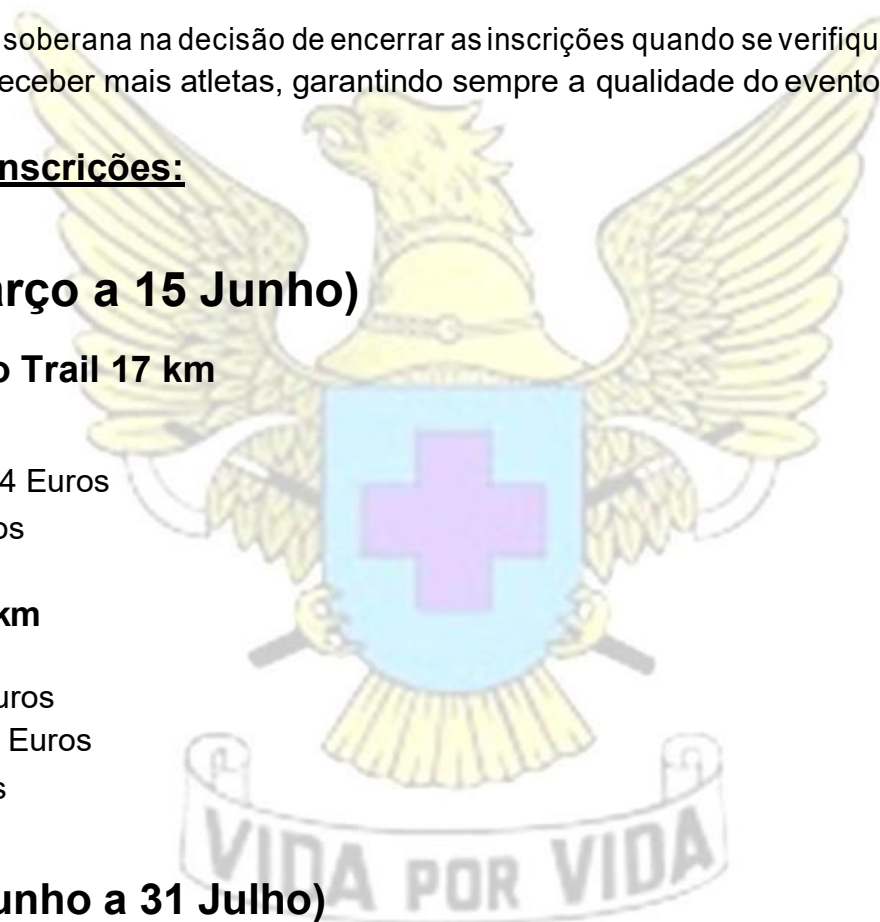 soberana na decisão de encerrar as inscrições quando se verifiqu
eceber mais atletas, garantindo sempre a qualidade do evento
nscrições:
rço a 15 Junho)
o Trail 17 km
4 Euros
os
km
uros
Euros
s
VIDA POR VIDA
unho a 31 Julho)